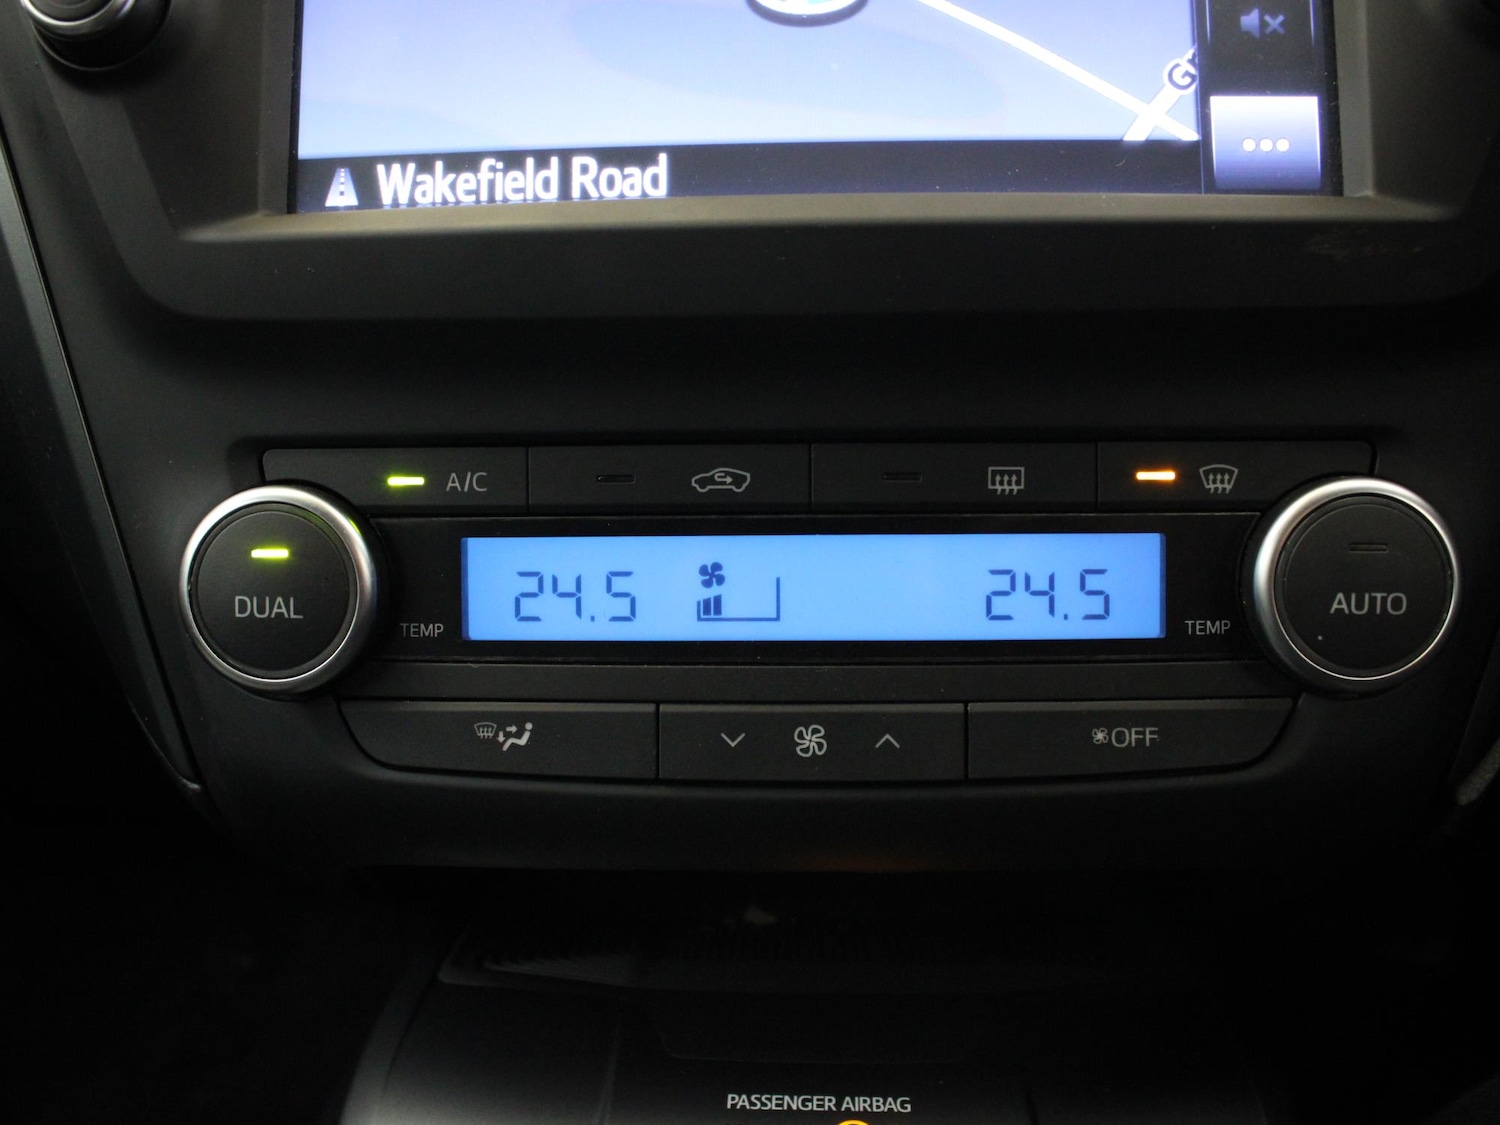 Wakefield Road
A/C
DUAL
TEMP
24.5
24.5
TEMP
AUTO
OFF
PASSENGER AIRBAG